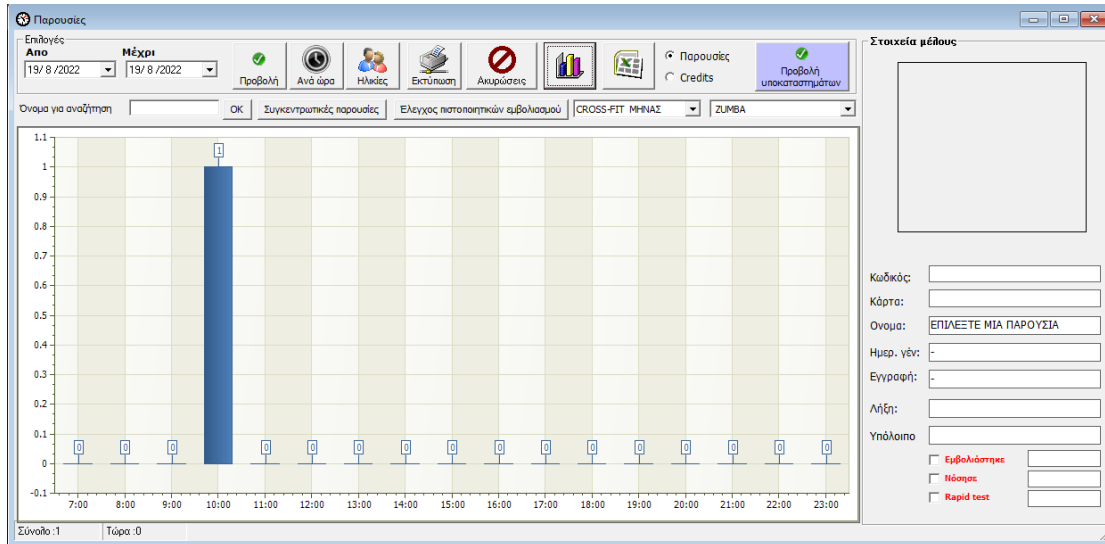 Παρουσίες
Επιλογές
Απο Μέχρι
19/ 8 /2022 19/ 8 /2022
Προβολή Ανά ώρα Ηλικίες Εκτύπωση Ακυρώσεις
Παρουσίες
Credits
Προβολή
υποκαταστημάτων
Όνομα για αναζήτηση OK Συγκεντρωτικές παρουσίες Έλεγχος πιστοποιητικών εμβολιασμού CROSS-FIT ΜΗΝΑΣ ZUMBA
1.1
1
1
0.9
0.8
0.7
0.6
0.5
0.4
0.3
0.2
0.1
0 0 0 0 0 0 0 0 0 0 0 0 0 0 0 0
0
-0.1
7:00 8:00 9:00 10:00 11:00 12:00 13:00 14:00 15:00 16:00 17:00 18:00 19:00 20:00 21:00 22:00 23:00
Σύνολο :1 Τώρα :0
Στοιχεία μέλους
Κωδικός:
Κάρτα:
Ονομα: ΕΠΙΛΕΞΤΕ ΜΙΑ ΠΑΡΟΥΣΙΑ
Ημερ. γέν: -
Εγγραφή: -
Λήξη:
Υπόλοιπο
Εμβολιάστηκε
Νόσησε
Rapid test